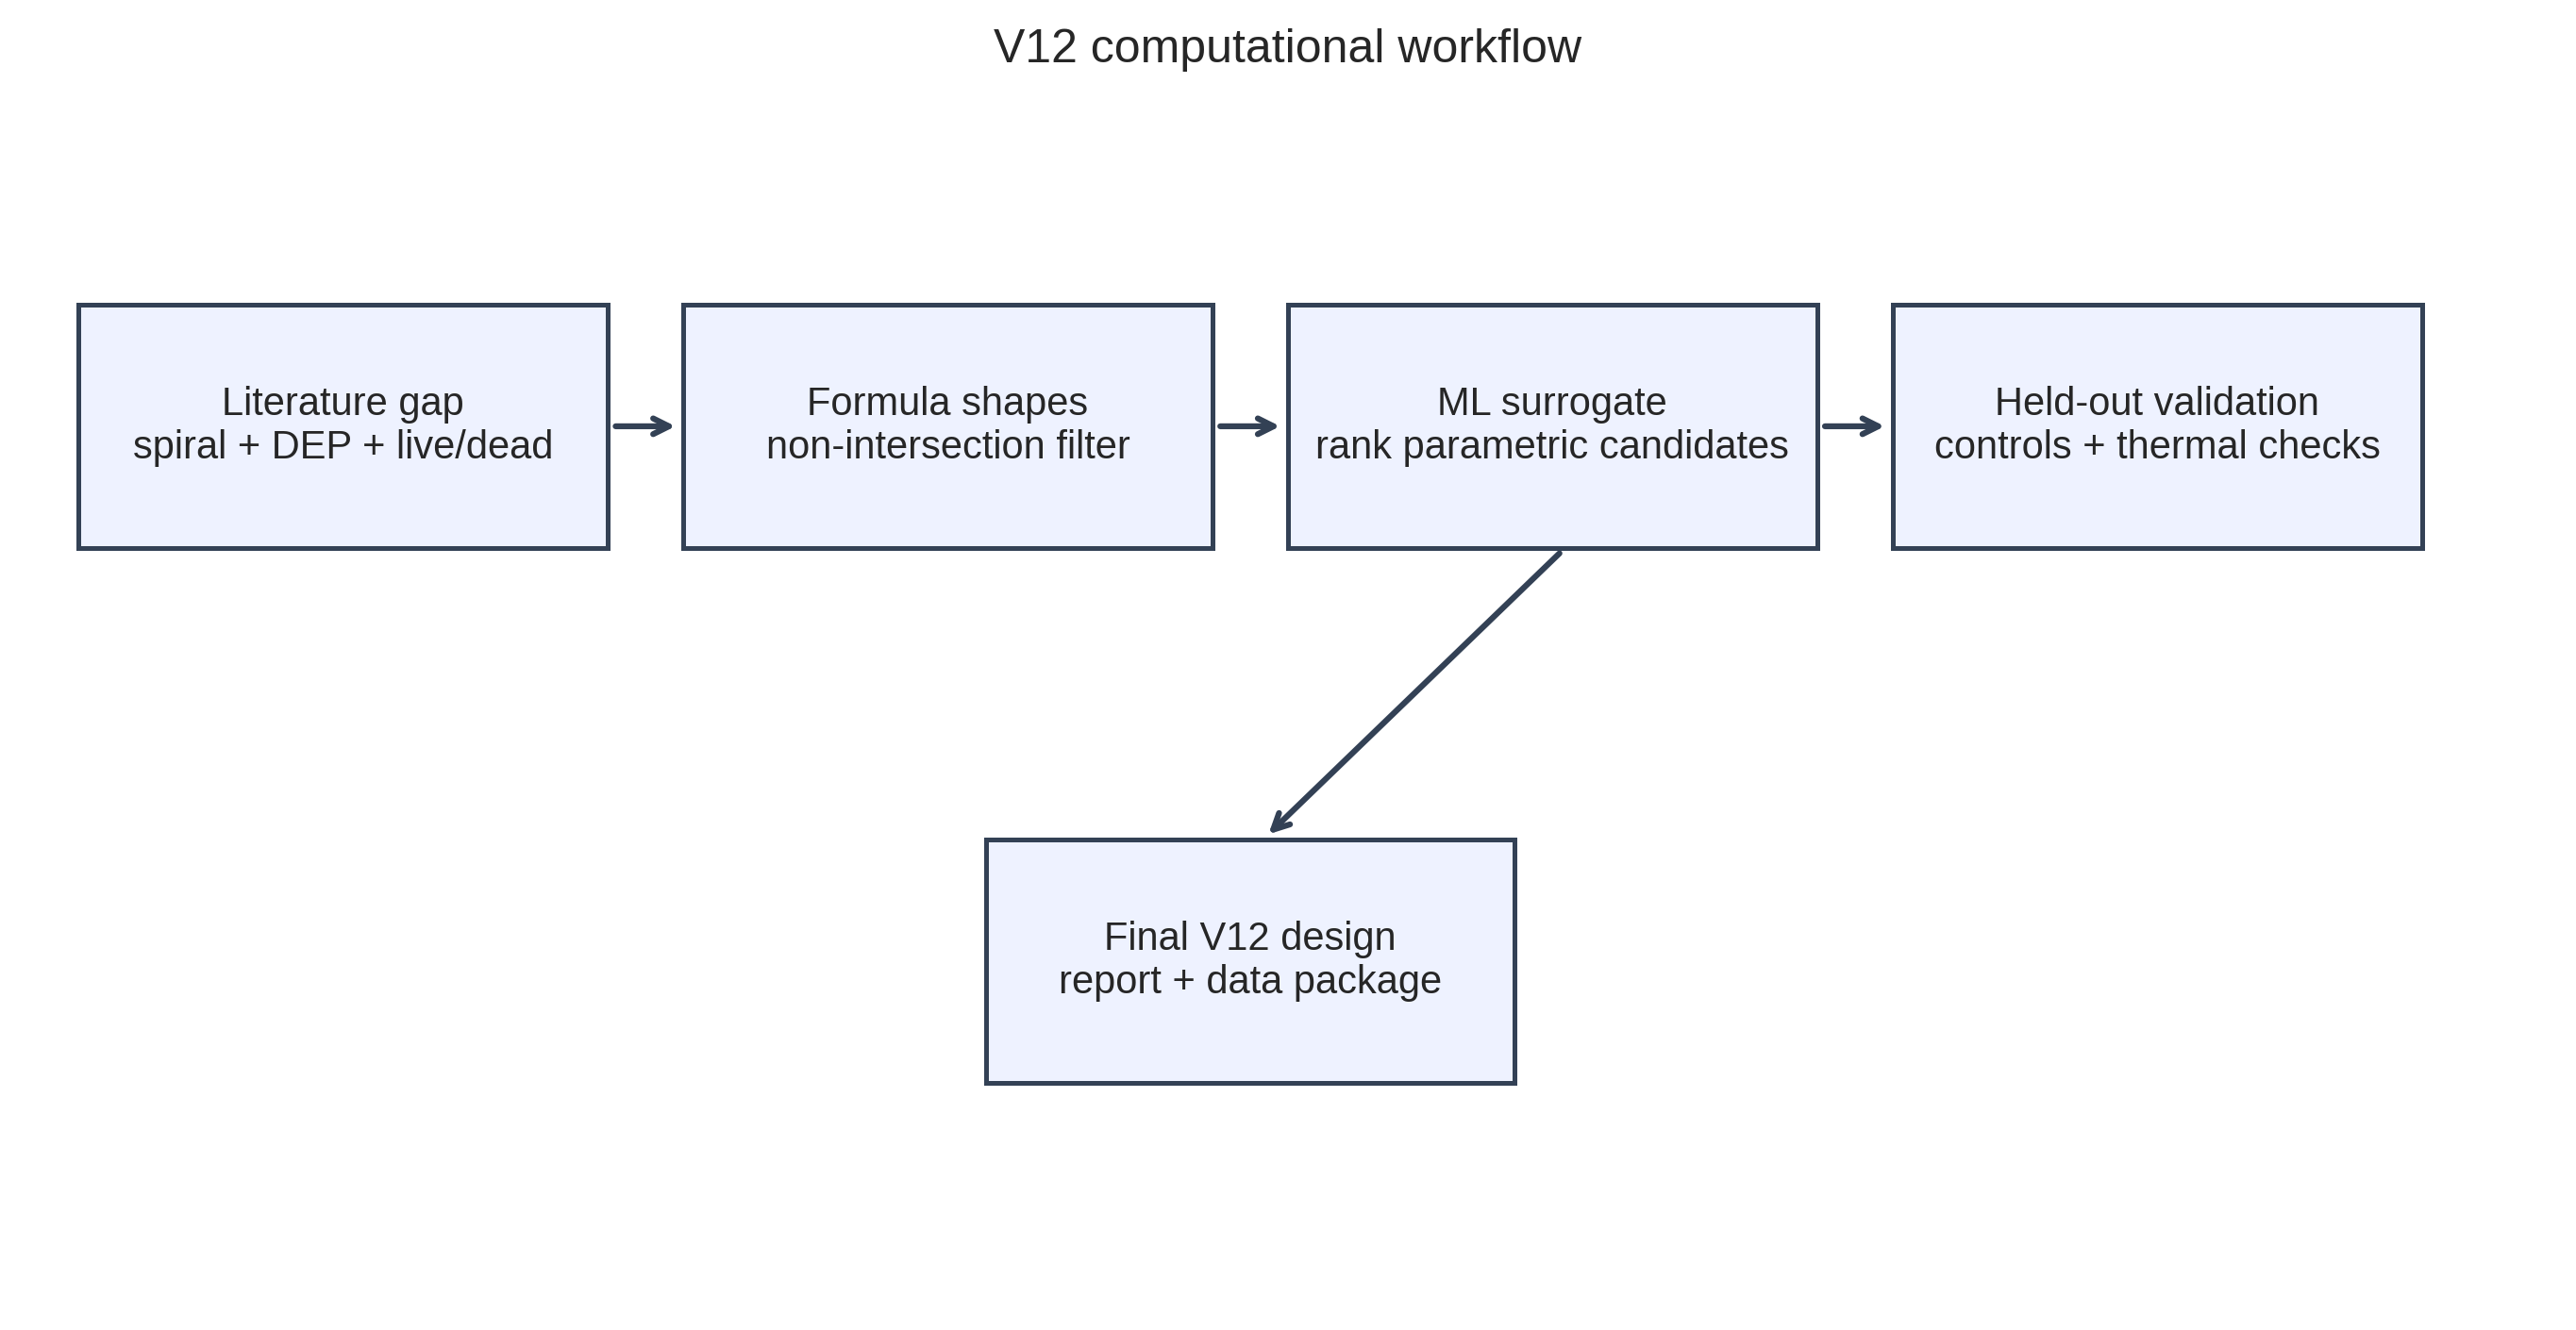 V12 computational workflow
Literature gap
spiral + DEP + live/dead
Formula shapes
non-intersection filter
ML surrogate
rank parametric candidates
Held-out validation
controls + thermal checks
Final V12 design
report + data package